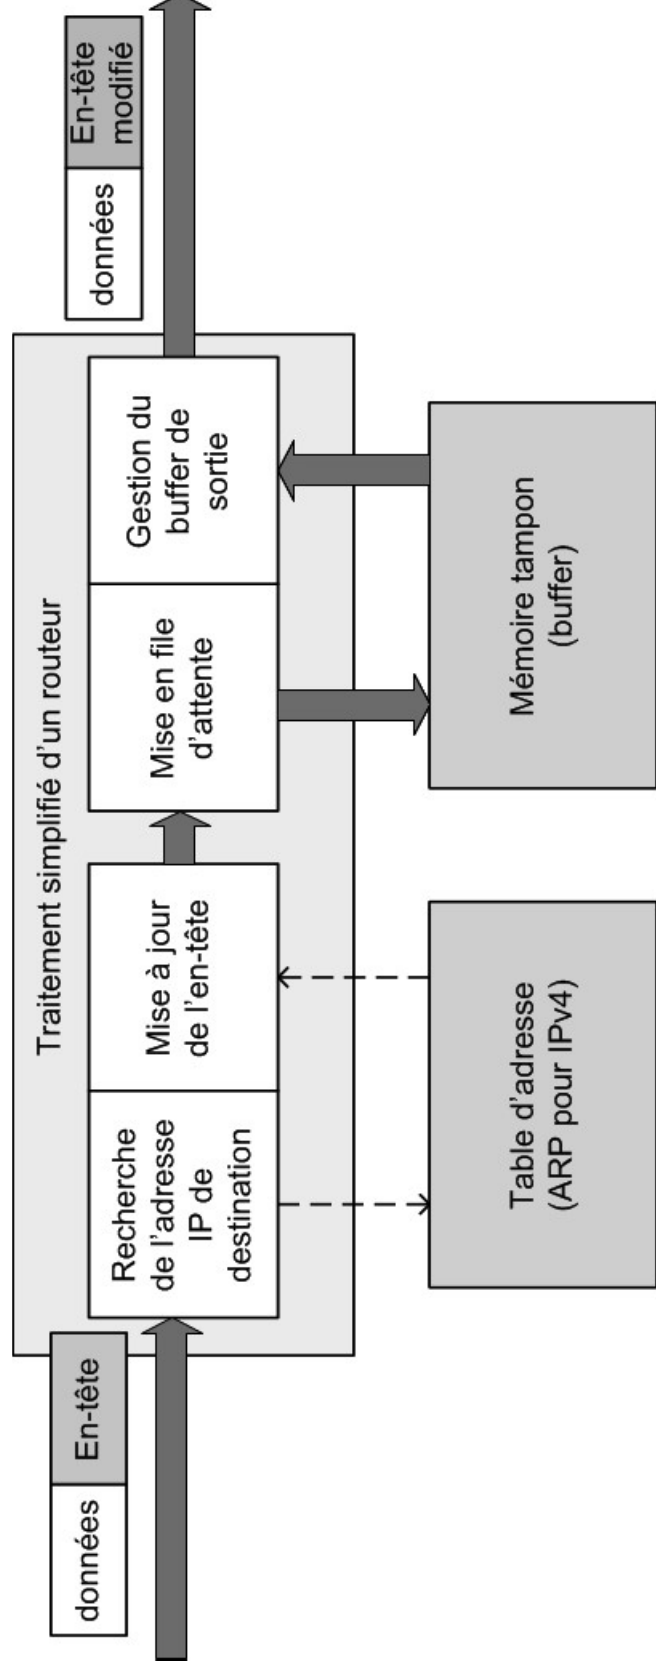 Traitement simplifié d'un routeur
données
En-tête
Recherche
de l'adresse
IP de
destination
Mise à jour
de l'en-tête
Mise en file
d'attente
Gestion du
buffer de
sortie
données
En-tête
modifié
Table d'adresse
(ARP pour IPv4)
Mémoire tampon
(buffer)